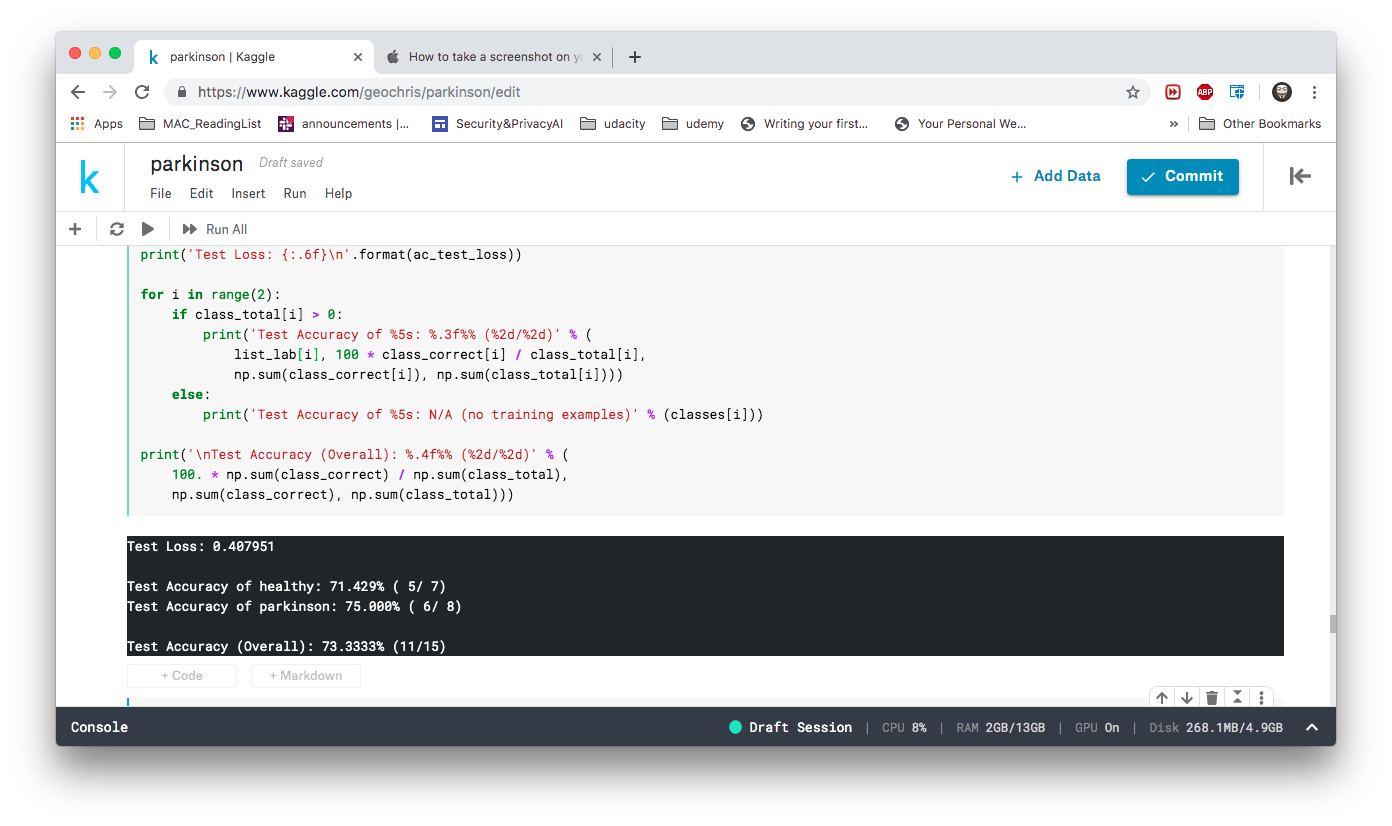 parkinson | Kaggle
How to take a screenshot on yo
https://www.kaggle.com/geochris/parkinson/edit
ABP
Apps
MAC_ReadingList
announcements |...
Security&PrivacyAI
udacity
udemy
Writing your first...
Your Personal We...
»
Other Bookmarks
k
parkinson
Draft saved
File
Edit
Insert
Run
Help
+ Add Data
Commit
Run All
print('Test Loss: {:.6f}\n'.format(ac_test_loss))
for i in range(2):
    if class_total[i] > 0:
        print('Test Accuracy of %5s: %.3f%% (%2d/%2d)' % (
            list_lab[i], 100 * class_correct[i] / class_total[i],
            np.sum(class_correct[i]), np.sum(class_total[i])))
    else:
        print('Test Accuracy of %5s: N/A (no training examples)' % (classes[i]))
print('\nTest Accuracy (Overall): %.4f%% (%2d/%2d)' % (
    100. * np.sum(class_correct) / np.sum(class_total),
    np.sum(class_correct), np.sum(class_total)))
Test Loss: 0.407951
Test Accuracy of healthy: 71.429% ( 5/ 7)
Test Accuracy of parkinson: 75.000% ( 6/ 8)
Test Accuracy (Overall): 73.3333% (11/15)
+ Code
+ Markdown
Console
Draft Session | CPU 8% | RAM 2GB/13GB | GPU On | Disk 268.1MB/4.9GB